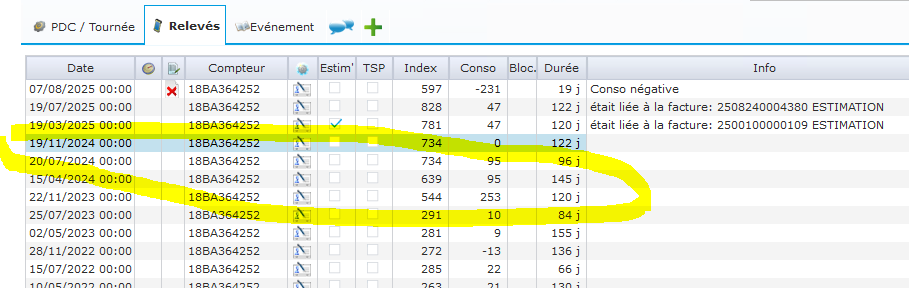 PDC / Tournée Relevés Evénement
Date Compteur Estim' TSP Index Conso Bloc. Durée Info
07/08/2025 00:00 18BA364252 597 -231 19 j Conso négative
19/07/2025 00:00 18BA364252 828 47 122 j était liée à la facture: 2508240004380 ESTIMATION
19/03/2025 00:00 18BA364252 781 47 120 j était liée à la facture: 2500100000109 ESTIMATION
19/11/2024 00:00 18BA364252 734 0 122 j
20/07/2024 00:00 18BA364252 734 95 96 j
15/04/2024 00:00 18BA364252 639 95 145 j
22/11/2023 00:00 18BA364252 544 253 120 j
25/07/2023 00:00 18BA364252 291 10 84 j
02/05/2023 00:00 18BA364252 281 9 155 j
28/11/2022 00:00 18BA364252 272 -13 136 j
15/07/2022 00:00 18BA364252 285 22 66 j
10/05/2022 00:00 18BA364252 263 21 130 j